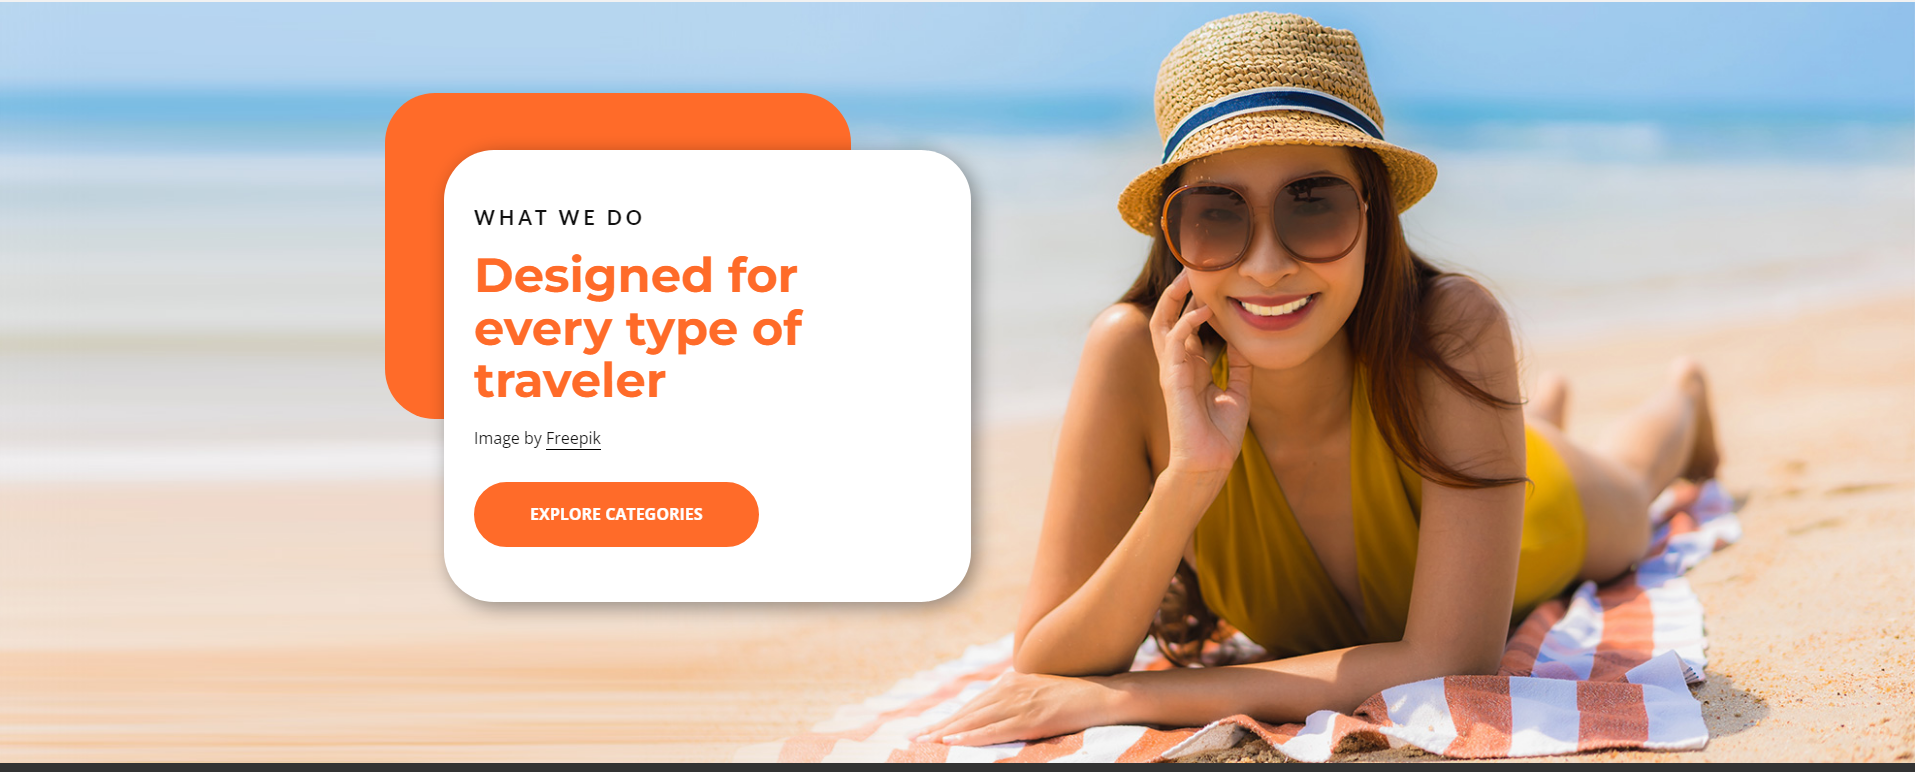 WHAT WE DO
Designed for
every type of
traveler
Image by Freepik
EXPLORE CATEGORIES